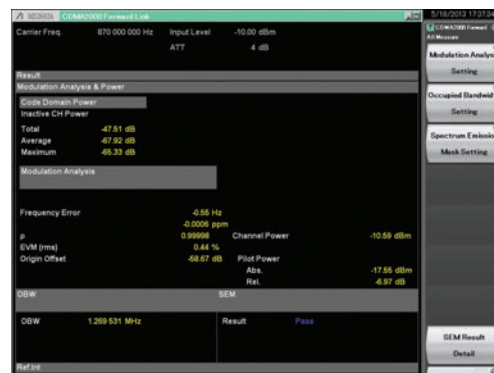 MS2690A CDMA2000 Forward Link
5/18/2013 17:37:34
Carrier Freq. 870 000 000 Hz Input Level -10.00 dBm
ATT 4 dB
CDMA2000 Forward
All Measure
Modulation Analys
Setting
Occupied Bandwid
Setting
Spectrum Emissio
Mask Setting
Result
Modulation Analysis & Power
Code Domain Power
Inactive CH Power
Total -47.51 dB
Average -67.92 dB
Maximum -65.33 dB
Modulation Analysis
Frequency Error -0.55 Hz
-0.0006 ppm
ρ 0.99998 Channel Power -10.59 dBm
EVM (rms) 0.44 %
Origin Offset -58.67 dB Pilot Power
Abs. -17.55 dBm
Rel. -6.97 dB
OBW SEM
OBW 1.269 531 MHz Result Pass
SEM Result
Detail
Ref.Int